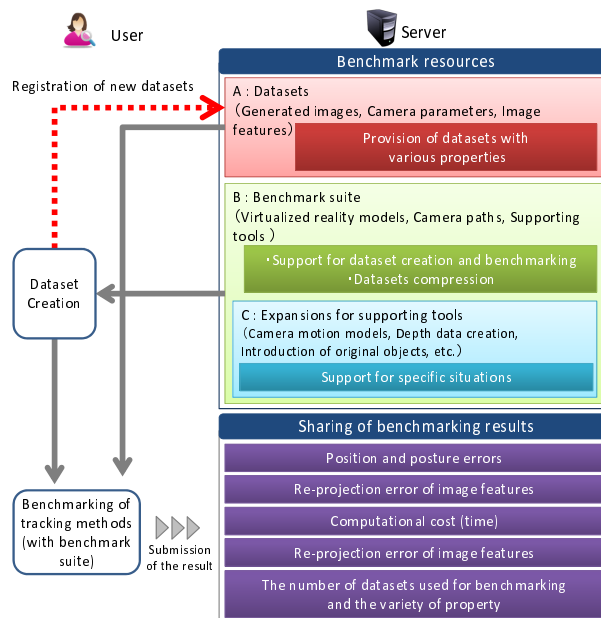 User
Server
Benchmark resources
Registration of new datasets
A : Datasets
(Generated images, Camera parameters, Image
features)
Provision of datasets with
various properties
B : Benchmark suite
(Virtualized reality models, Camera paths, Supporting
tools )
・Support for dataset creation and benchmarking
・Datasets compression
Dataset
Creation
C : Expansions for supporting tools
(Camera motion models, Depth data creation,
Introduction of original objects, etc.)
Support for specific situations
Sharing of benchmarking results
Position and posture errors
Re-projection error of image features
Computational cost (time)
Re-projection error of image features
The number of datasets used for benchmarking
and the variety of property
Benchmarking of
tracking methods
(with benchmark
suite)
Submission
of the result